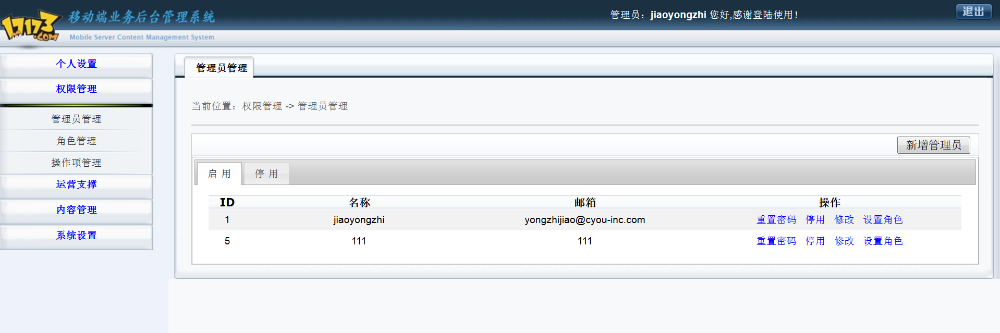 17173.COM
移动端业务后台管理系统
Mobile Server Content Management System
管理员：jiaoyongzhi 您好,感谢登陆使用!
退出
个人设置
权限管理
管理员管理
角色管理
操作项管理
运营支撑
内容管理
系统设置
管理员管理
当前位置：权限管理 -> 管理员管理
新增管理员
启 用 停 用
ID 名称 邮箱 操作
1 jiaoyongzhi yongzhijiao@cyou-inc.com 重置密码 停用 修改 设置角色
5 111 111 重置密码 停用 修改 设置角色